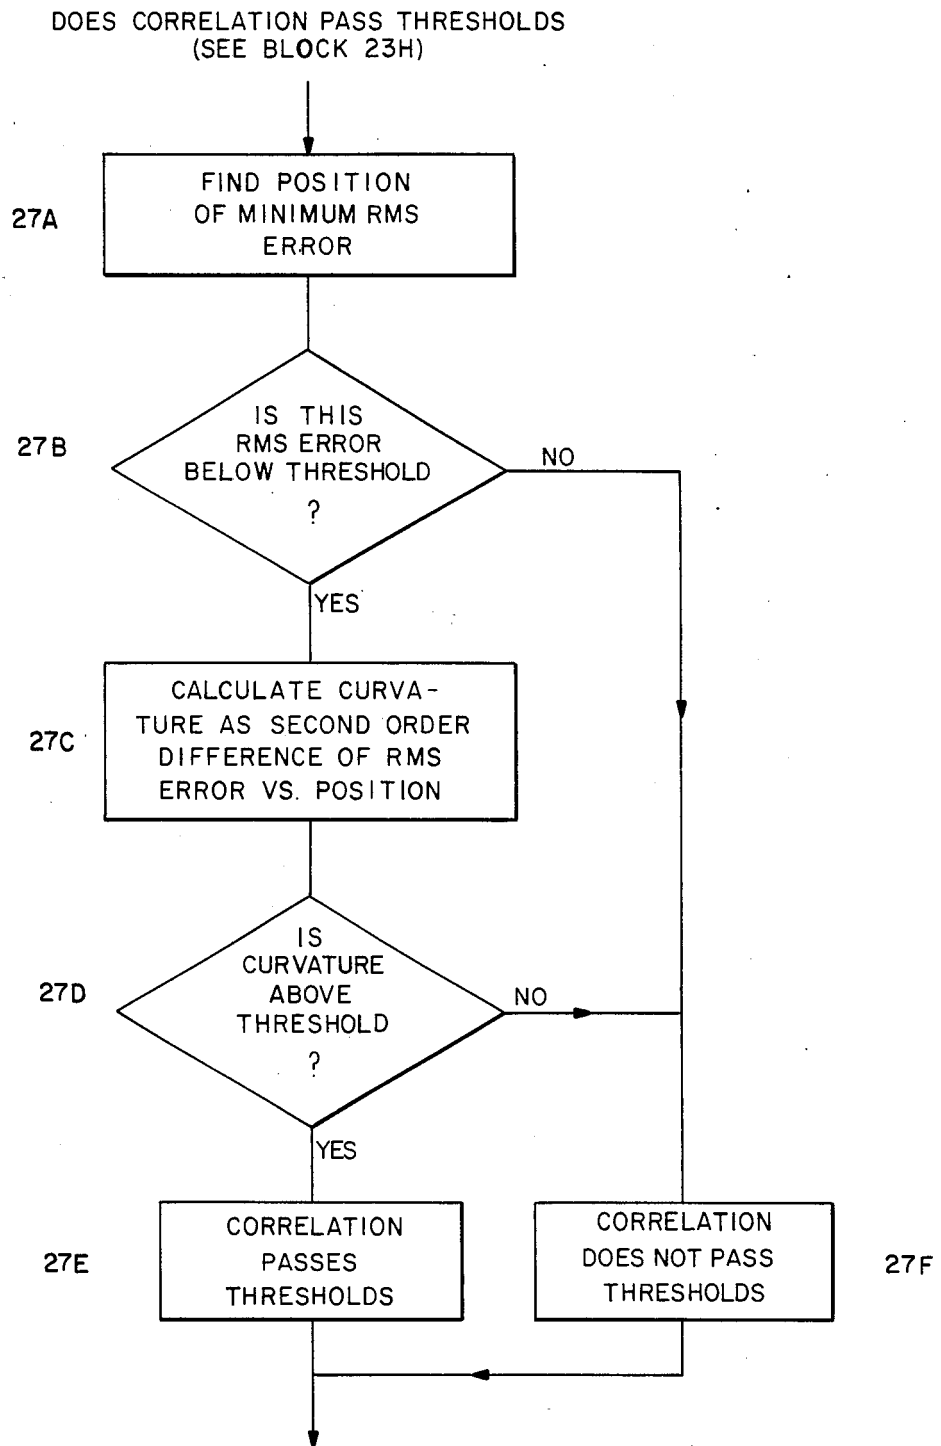 DOES CORRELATION PASS THRESHOLDS
(SEE BLOCK 23H)
27A
FIND POSITION
OF MINIMUM RMS
ERROR
27B
IS THIS
RMS ERROR
BELOW THRESHOLD
?
NO
YES
27C
CALCULATE CURVA-
TURE AS SECOND ORDER
DIFFERENCE OF RMS
ERROR VS. POSITION
27D
IS
CURVATURE
ABOVE
THRESHOLD
?
NO
YES
27E
CORRELATION
PASSES
THRESHOLDS
CORRELATION
DOES NOT PASS
THRESHOLDS
27F